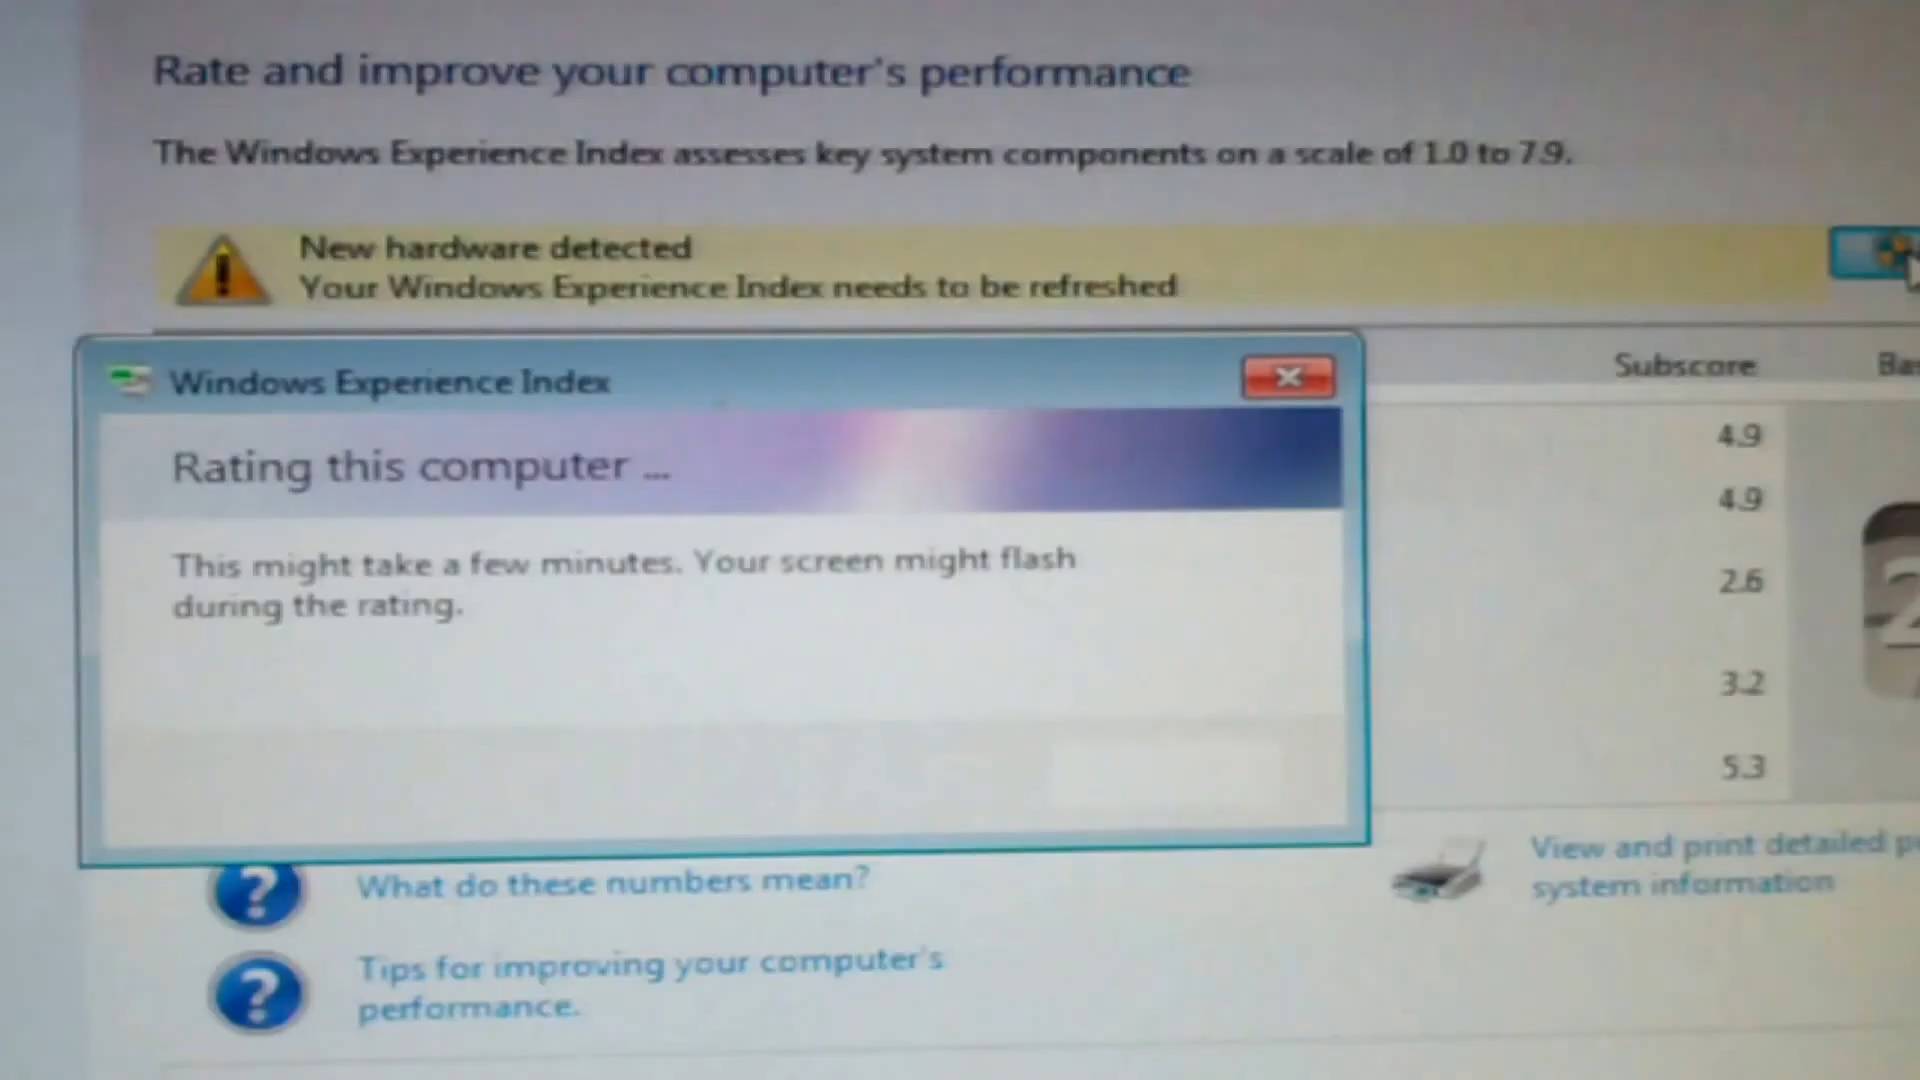 Rate and improve your computer's performance
The Windows Experience Index assesses key system components on a scale of 1.0 to 7.9.
New hardware detected
Your Windows Experience Index needs to be refreshed
Windows Experience Index
Rating this computer ...
This might take a few minutes. Your screen might flash
during the rating.
Subscore
4.9
4.9
2.6
3.2
5.3
What do these numbers mean?
View and print detailed
system information
Tips for improving your computer's
performance.